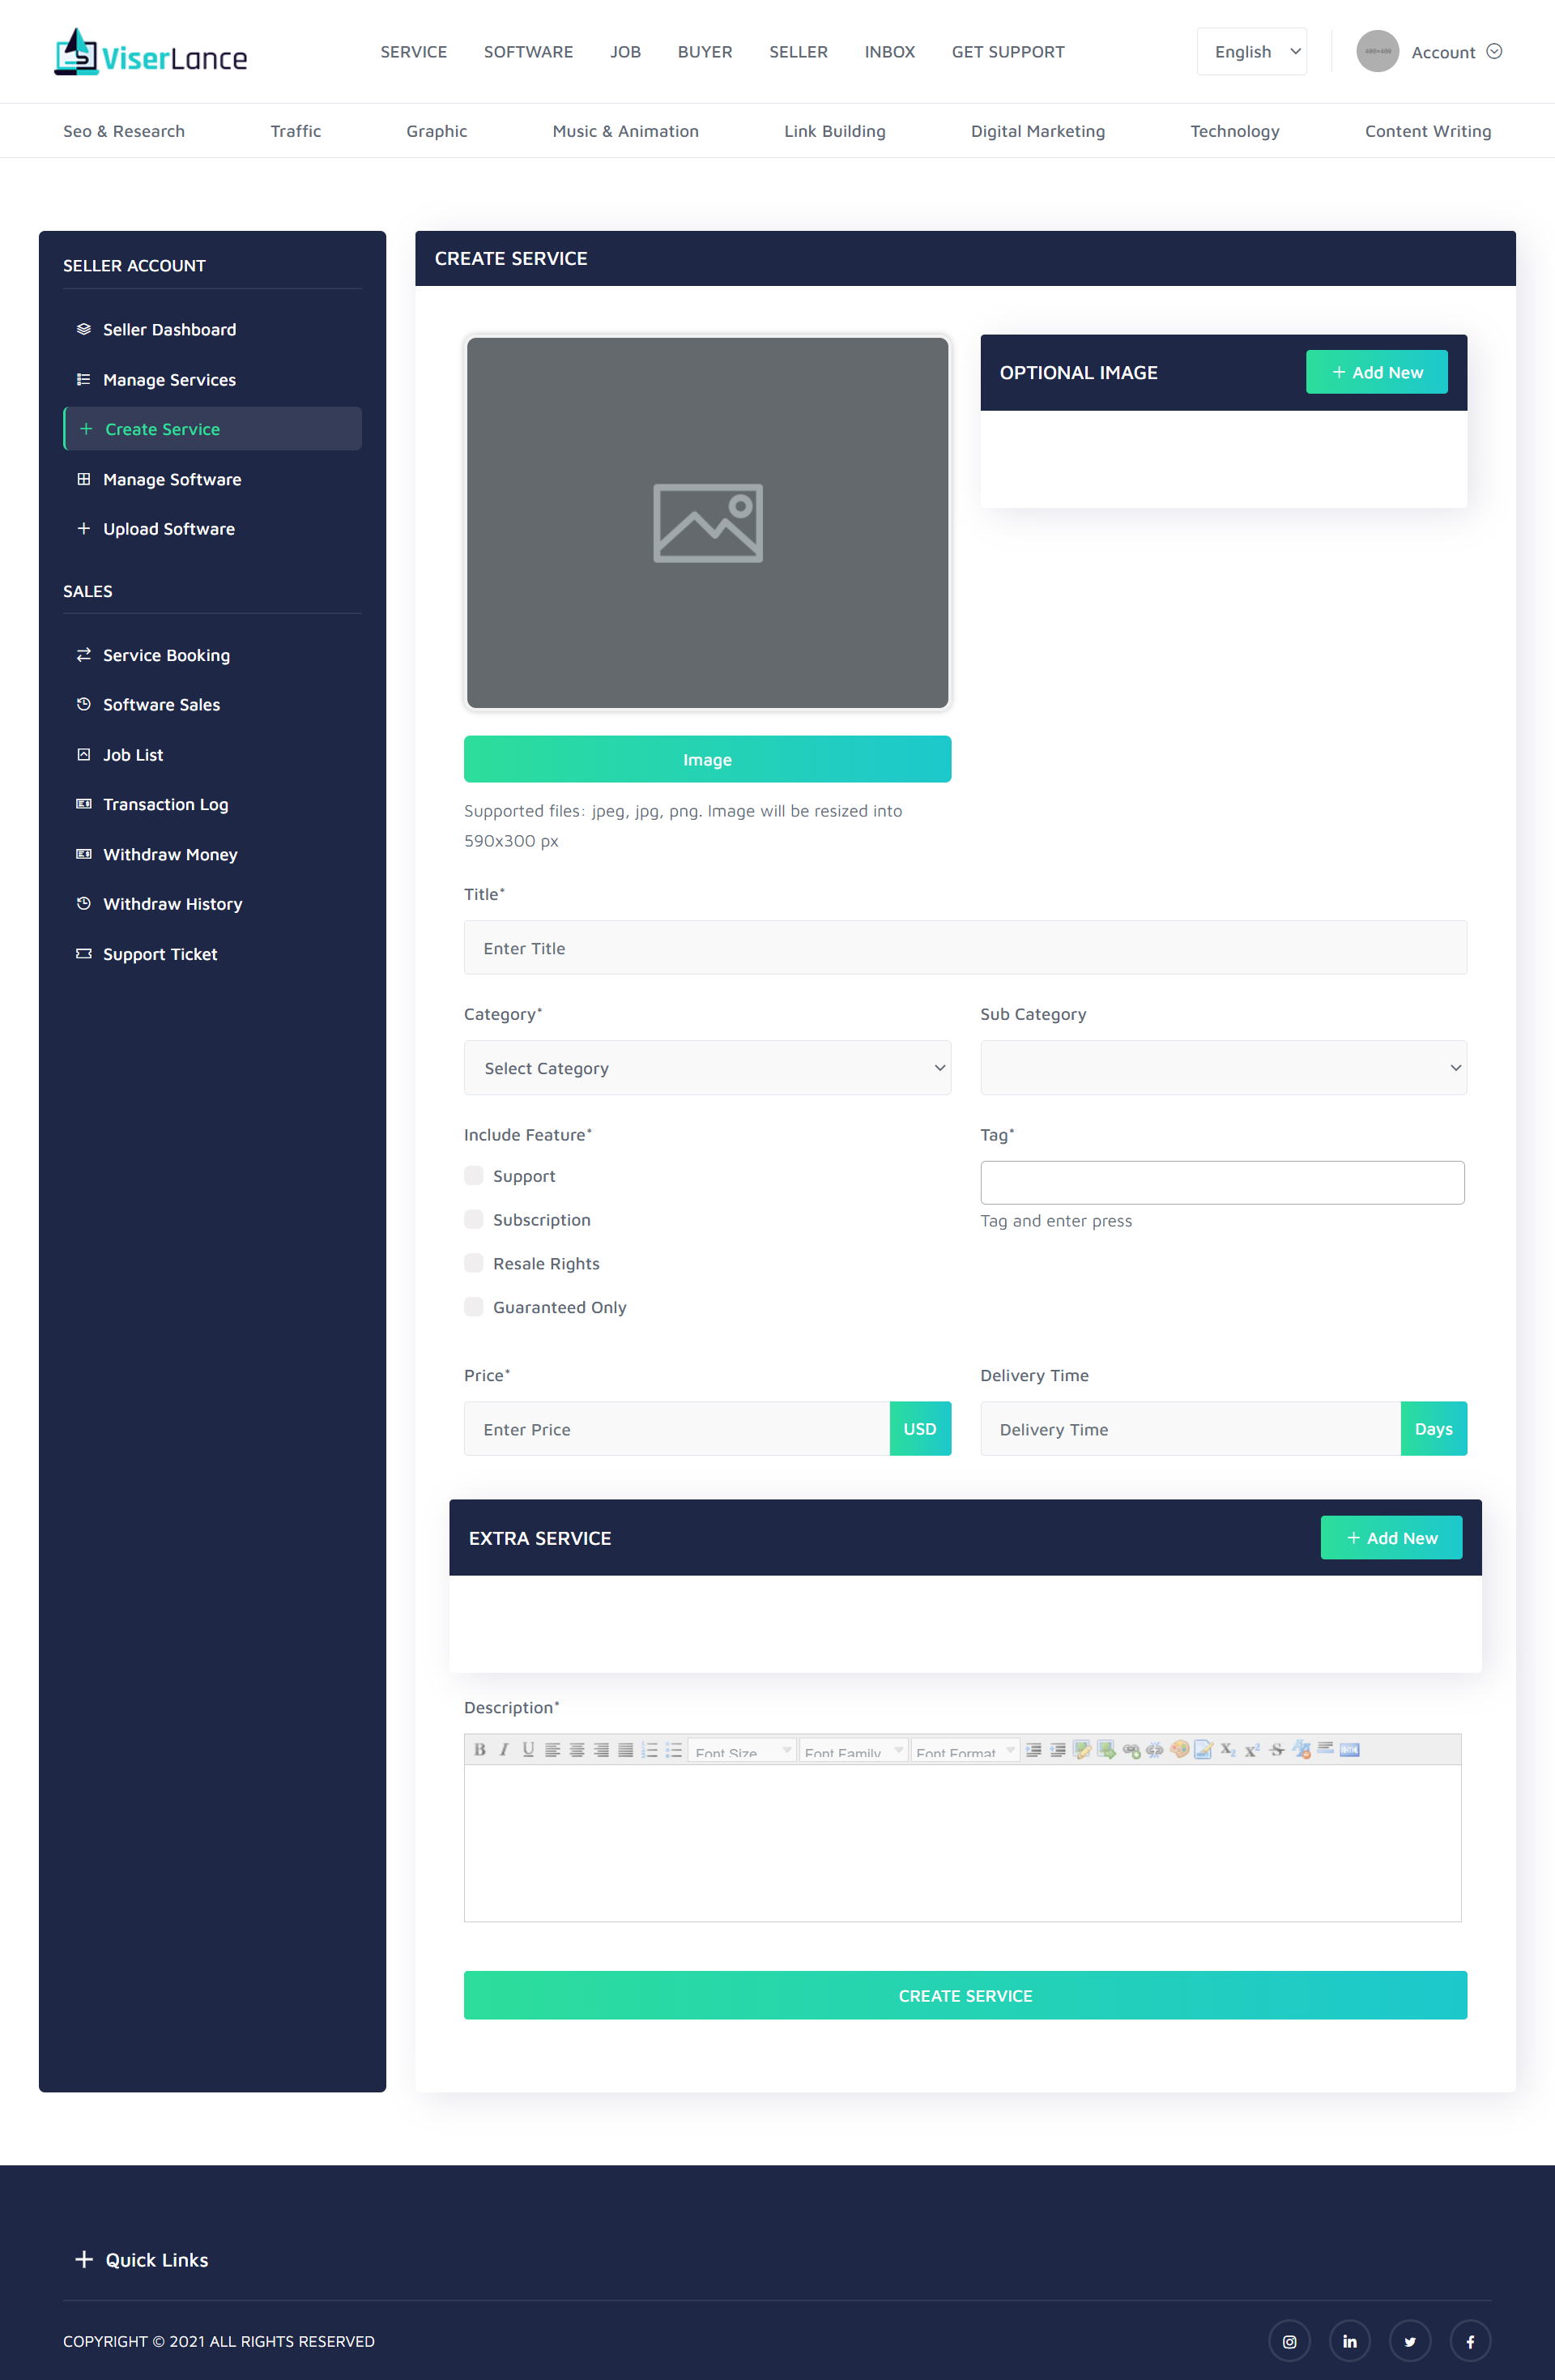 ViserLance
SERVICE SOFTWARE JOB BUYER SELLER INBOX GET SUPPORT
English
400×400
Account
Seo & Research Traffic Graphic Music & Animation Link Building Digital Marketing Technology Content Writing
SELLER ACCOUNT
Seller Dashboard
Manage Services
Create Service
Manage Software
Upload Software
SALES
Service Booking
Software Sales
Job List
Transaction Log
Withdraw Money
Withdraw History
Support Ticket
CREATE SERVICE
OPTIONAL IMAGE
Add New
Image
Supported files: jpeg, jpg, png. Image will be resized into
590x300 px
Title*
Enter Title
Category*
Select Category
Sub Category
Include Feature*
Support
Subscription
Resale Rights
Guaranteed Only
Tag*
Tag and enter press
Price*
Enter Price
USD
Delivery Time
Delivery Time
Days
EXTRA SERVICE
Add New
Description*
B I U Font Size Font Family Font Format X2 X2 S
CREATE SERVICE
Quick Links
COPYRIGHT © 2021 ALL RIGHTS RESERVED